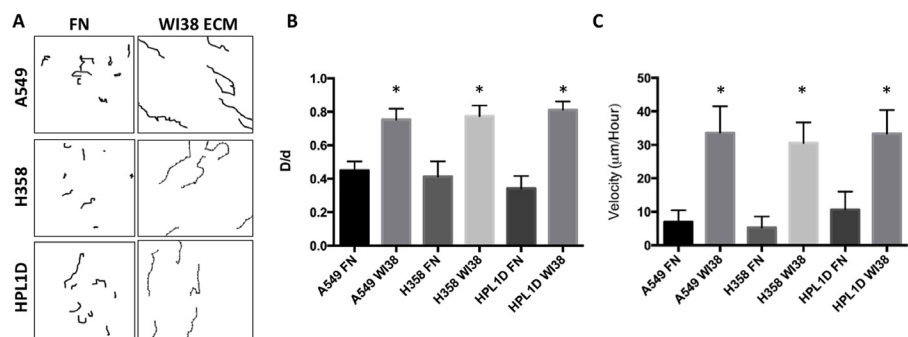 A
FN
WI38 ECM
A549
H358
HPL1D
B
D/d
1.0
0.8
0.6
0.4
0.2
0.0
*
*
*
A549 FN
A549 WI38
H358 FN
H358 WI38
HPL1D FN
HPL1D WI38
C
Velocity (μm/Hour)
50
40
30
20
10
0
*
*
*
A549 FN
A549 WI38
H358 FN
H358 WI38
HPL1D FN
HPL1D WI38